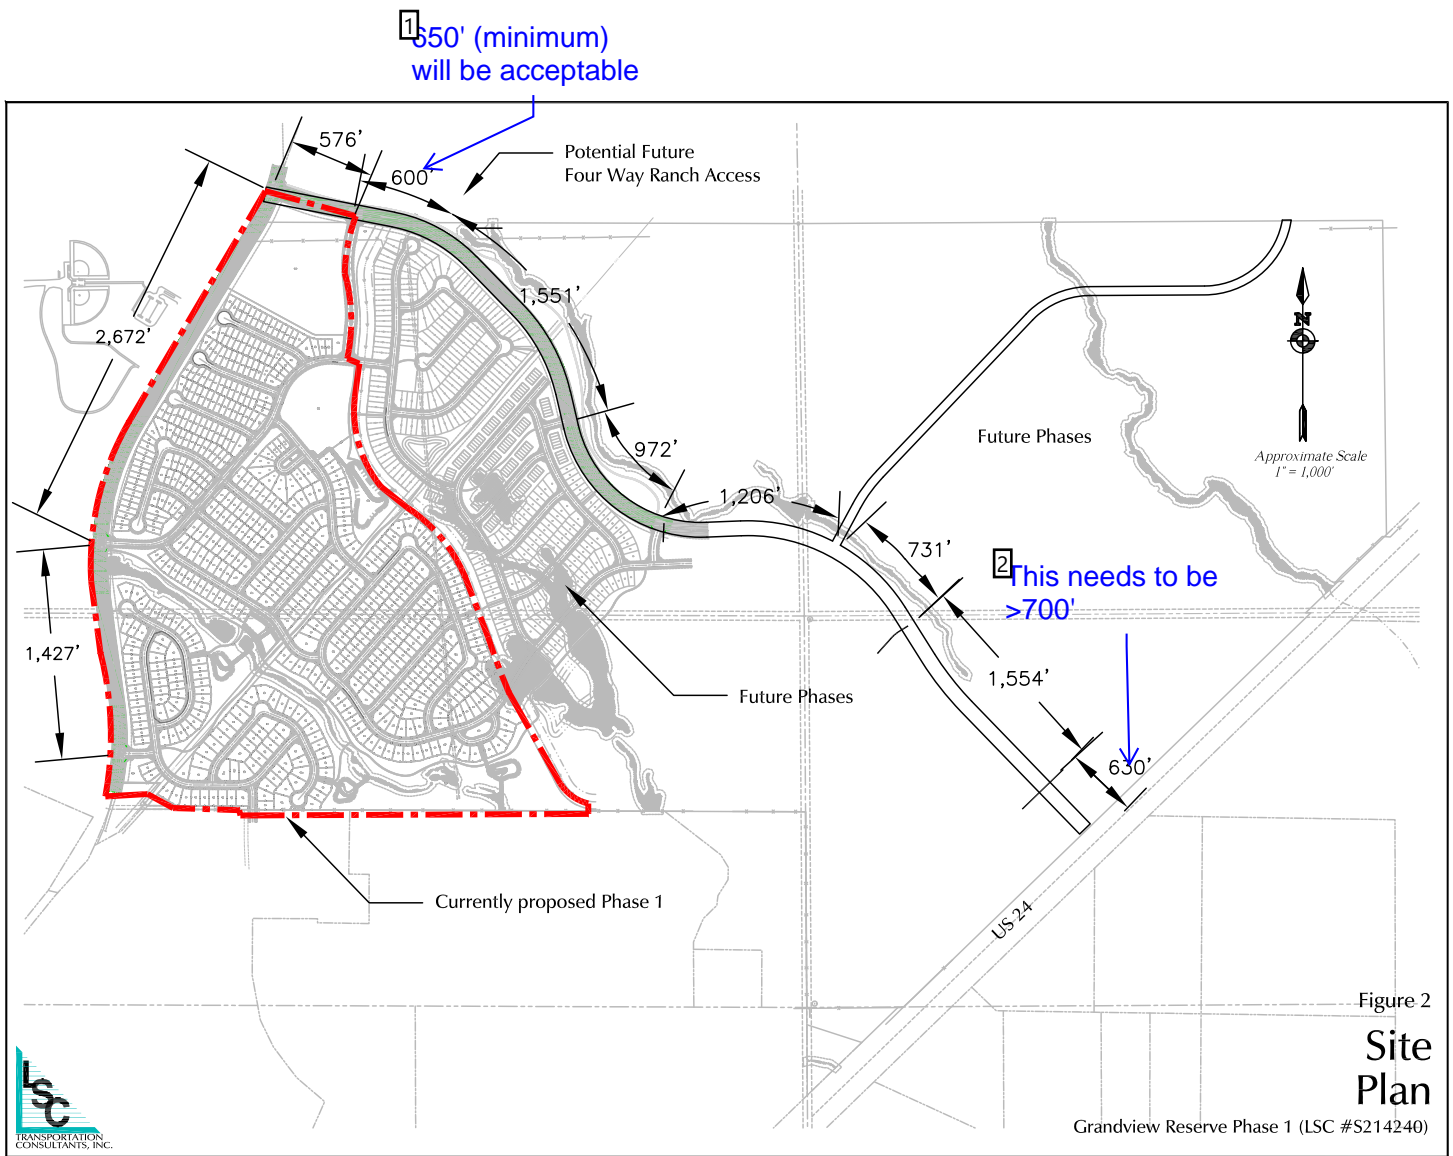 1
650' (minimum)
will be acceptable
576'
600'
Potential Future
Four Way Ranch Access
1,551'
2,672'
N
Approximate Scale
1" = 1,000'
Future Phases
972'
1,206'
731'
2
This needs to be
>700'
1,427'
1,554'
Future Phases
630'
Currently proposed Phase 1
US 24
Figure 2
Site
Plan
Grandview Reserve Phase 1 (LSC #S214240)
LSC
TRANSPORTATION
CONSULTANTS, INC.